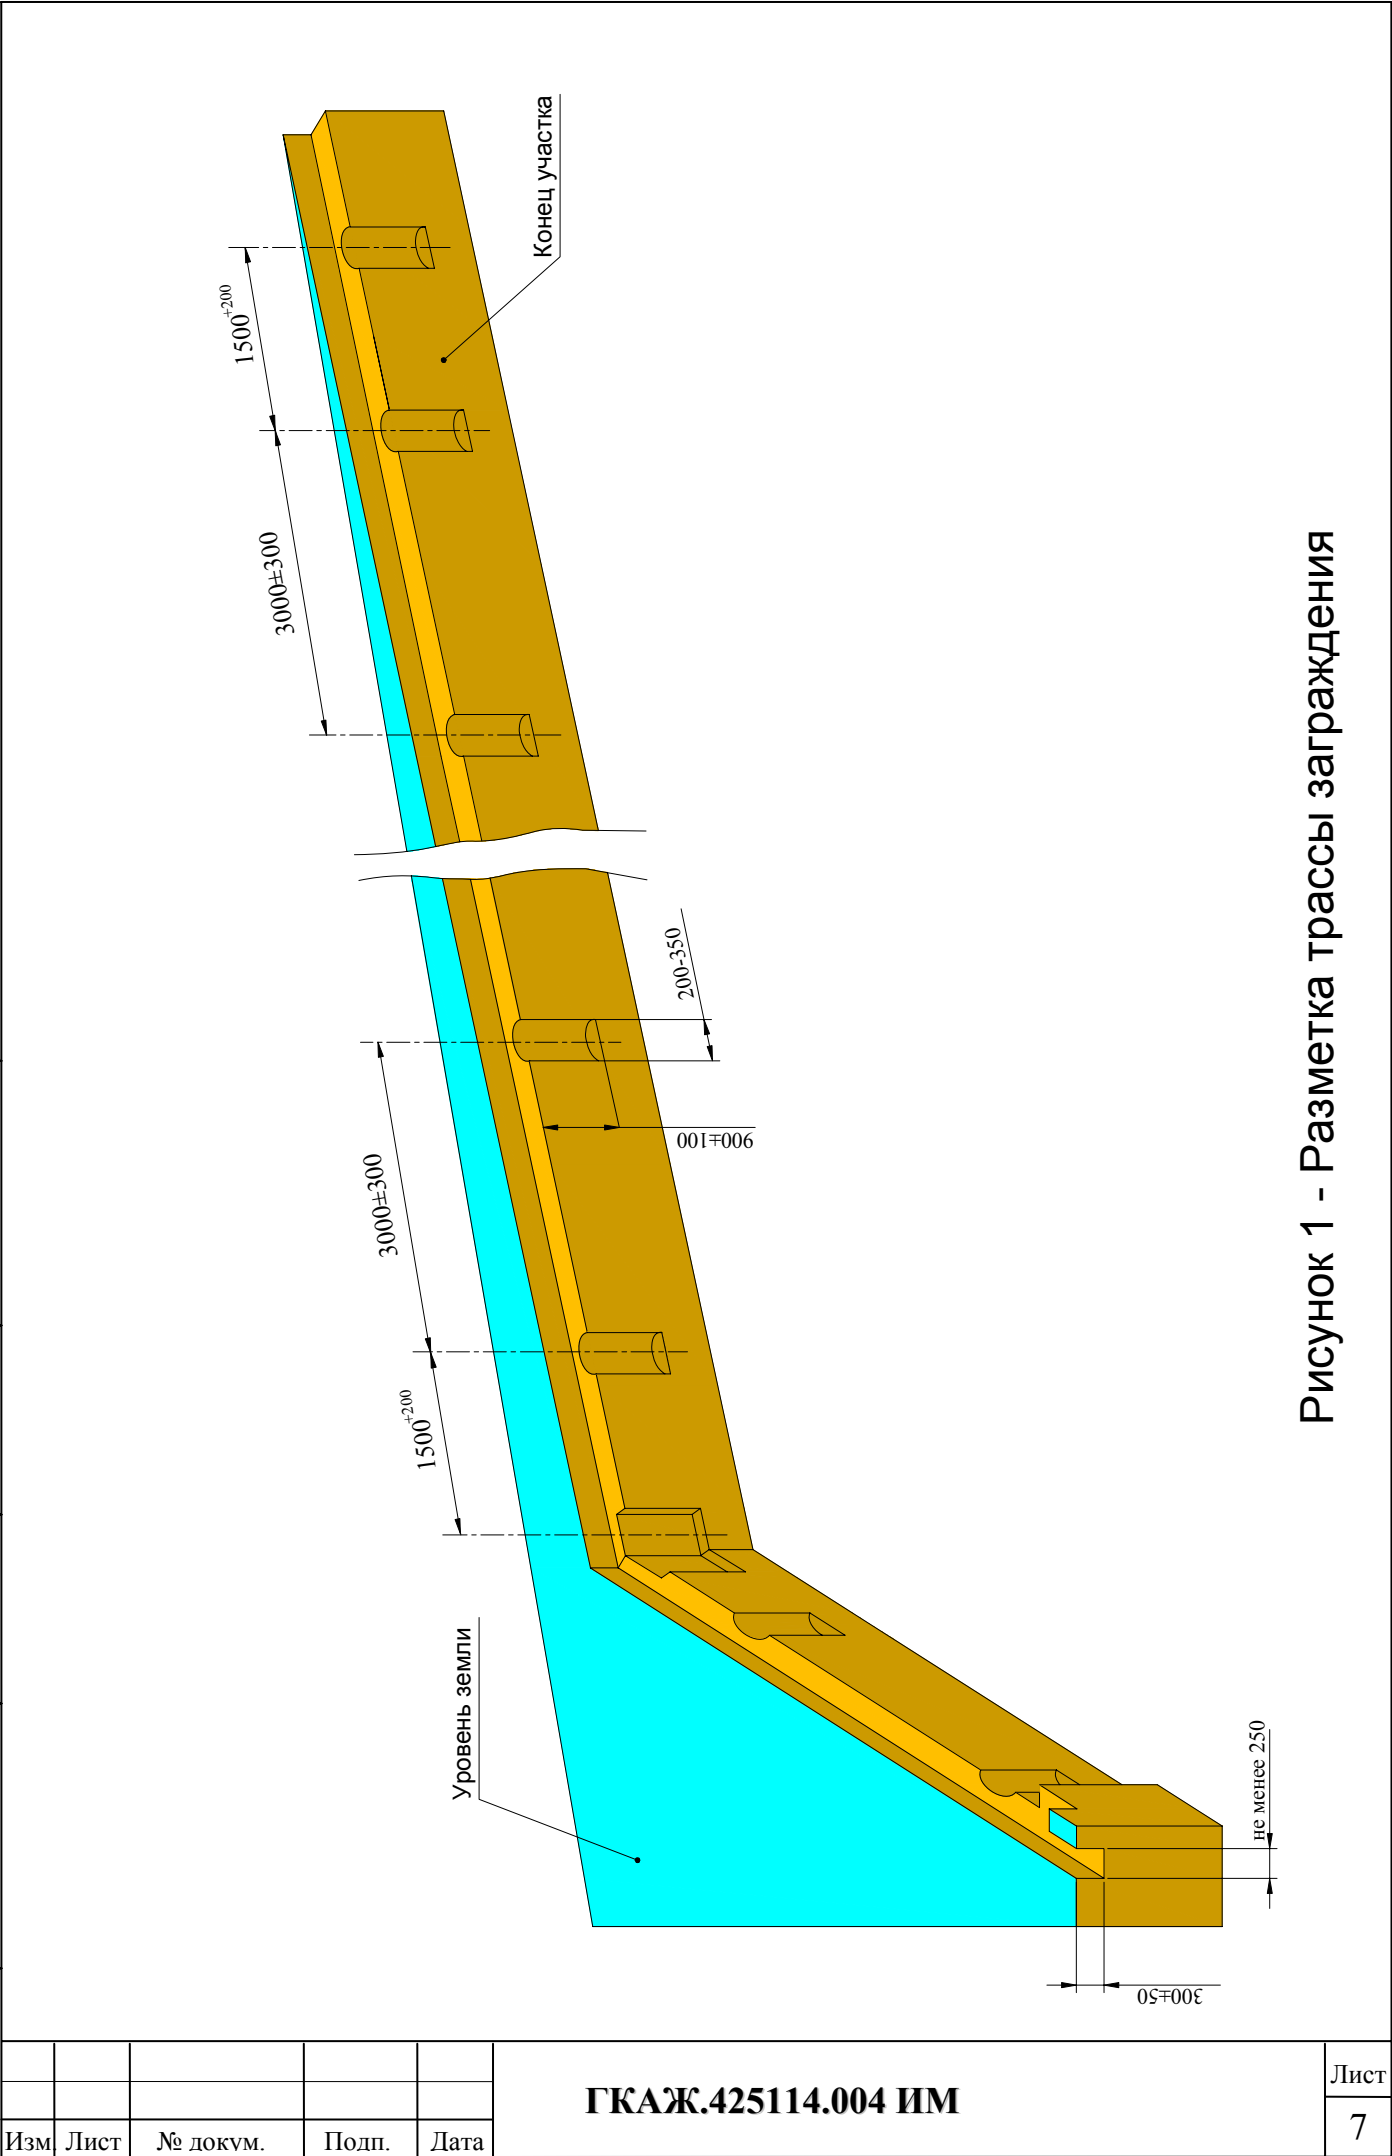 Конец участка
1500+200
3000±300
200-350
900±100
3000±300
1500+200
Уровень земли
не менее 250
300±50
Рисунок 1 - Разметка трассы заграждения
ГКАЖ.425114.004 ИМ
Лист
7
Изм. Лист № докум. Подп. Дата